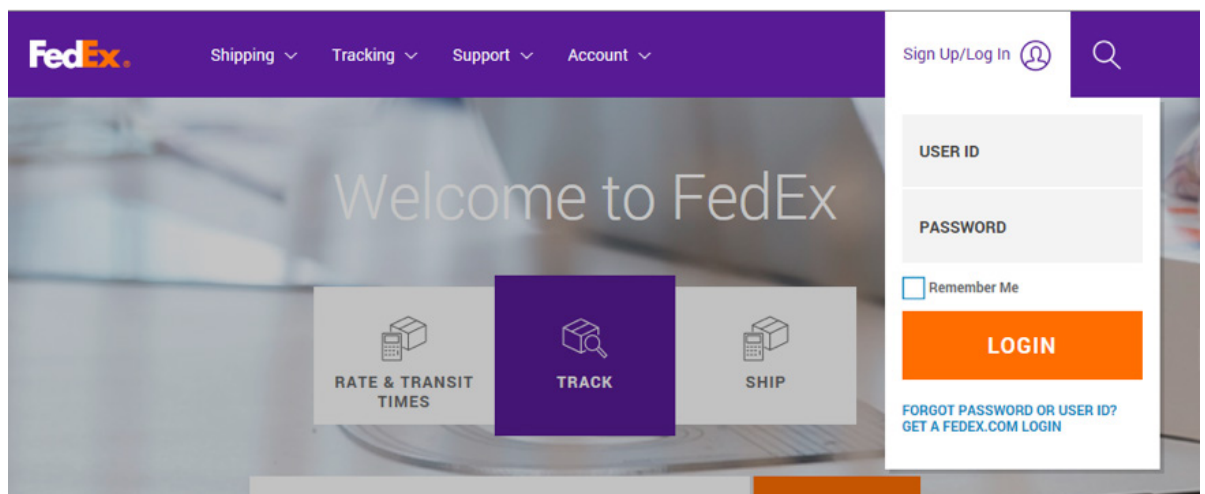 FedEx®
Shipping
Tracking
Support
Account
Sign Up/Log In
USER ID
PASSWORD
Remember Me
LOGIN
FORGOT PASSWORD OR USER ID?
GET A FEDEX.COM LOGIN
Welcome to FedEx
RATE & TRANSIT
TIMES
TRACK
SHIP